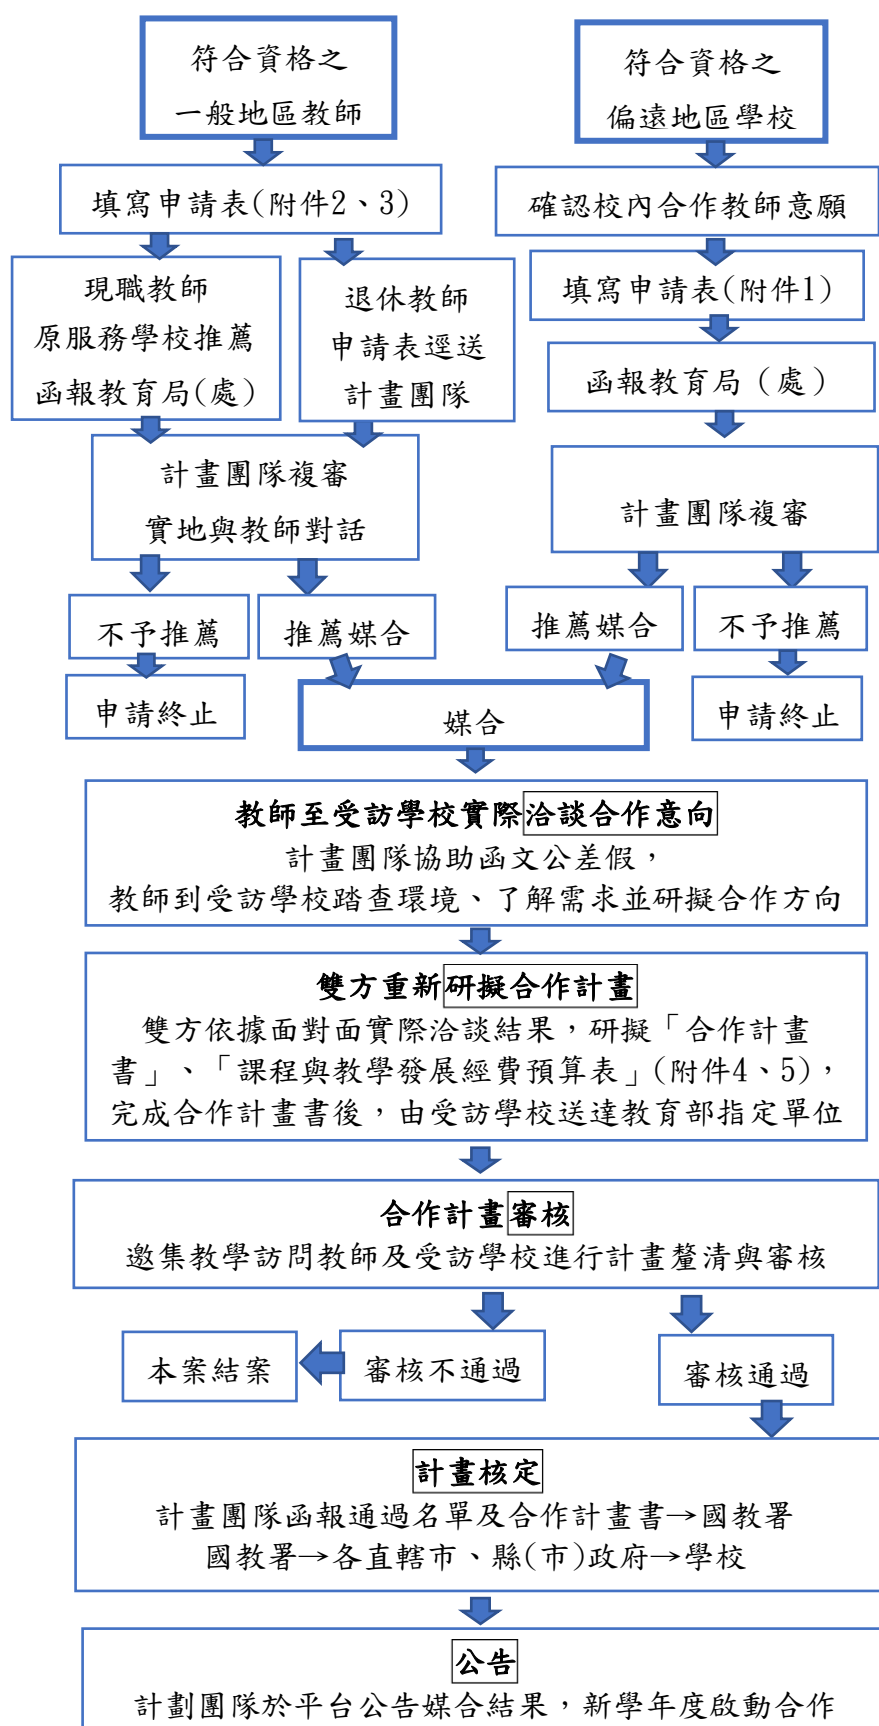 符合資格之
一般地區教師
符合資格之
偏遠地區學校
填寫申請表(附件2、3)
確認校內合作教師意願
現職教師
原服務學校推薦
函報教育局(處)
退休教師
申請表逕送
計畫團隊
填寫申請表(附件1)
函報教育局（處）
計畫團隊複審
實地與教師對話
計畫團隊複審
不予推薦
推薦媒合
推薦媒合
不予推薦
申請終止
媒合
申請終止
教師至受訪學校實際洽談合作意向
計畫團隊協助函文公差假，
教師到受訪學校踏查環境、了解需求並研擬合作方向
雙方重新研擬合作計畫
雙方依據面對面實際洽談結果，研擬「合作計畫
書」、「課程與教學發展經費預算表」(附件4、5)，
完成合作計畫書後，由受訪學校送達教育部指定單位
合作計畫審核
邀集教學訪問教師及受訪學校進行計畫釐清與審核
本案結案
審核不通過
審核通過
計畫核定
計畫團隊函報通過名單及合作計畫書→國教署
國教署→各直轄市、縣(市)政府→學校
公告
計劃團隊於平台公告媒合結果，新學年度啟動合作